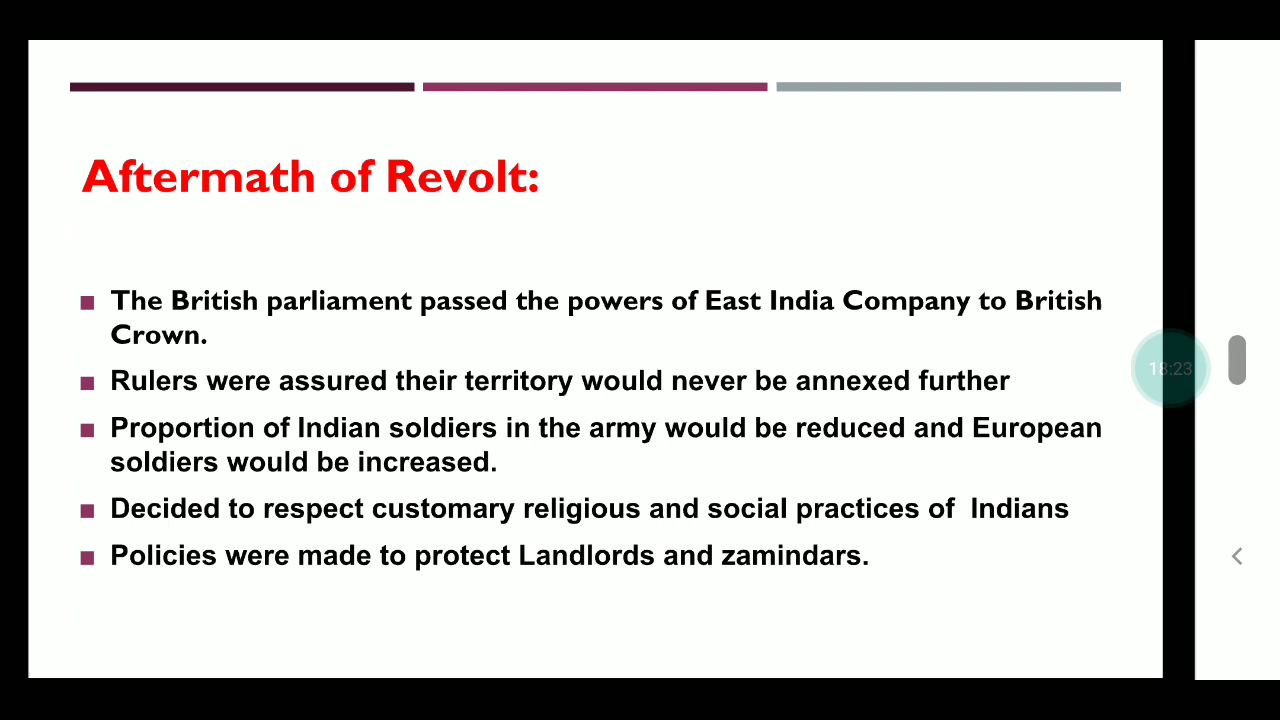 Aftermath of Revolt:
The British parliament passed the powers of East India Company to British
Crown.
Rulers were assured their territory would never be annexed further
18:23
Proportion of Indian soldiers in the army would be reduced and European
soldiers would be increased.
Decided to respect customary religious and social practices of  Indians
Policies were made to protect Landlords and zamindars.